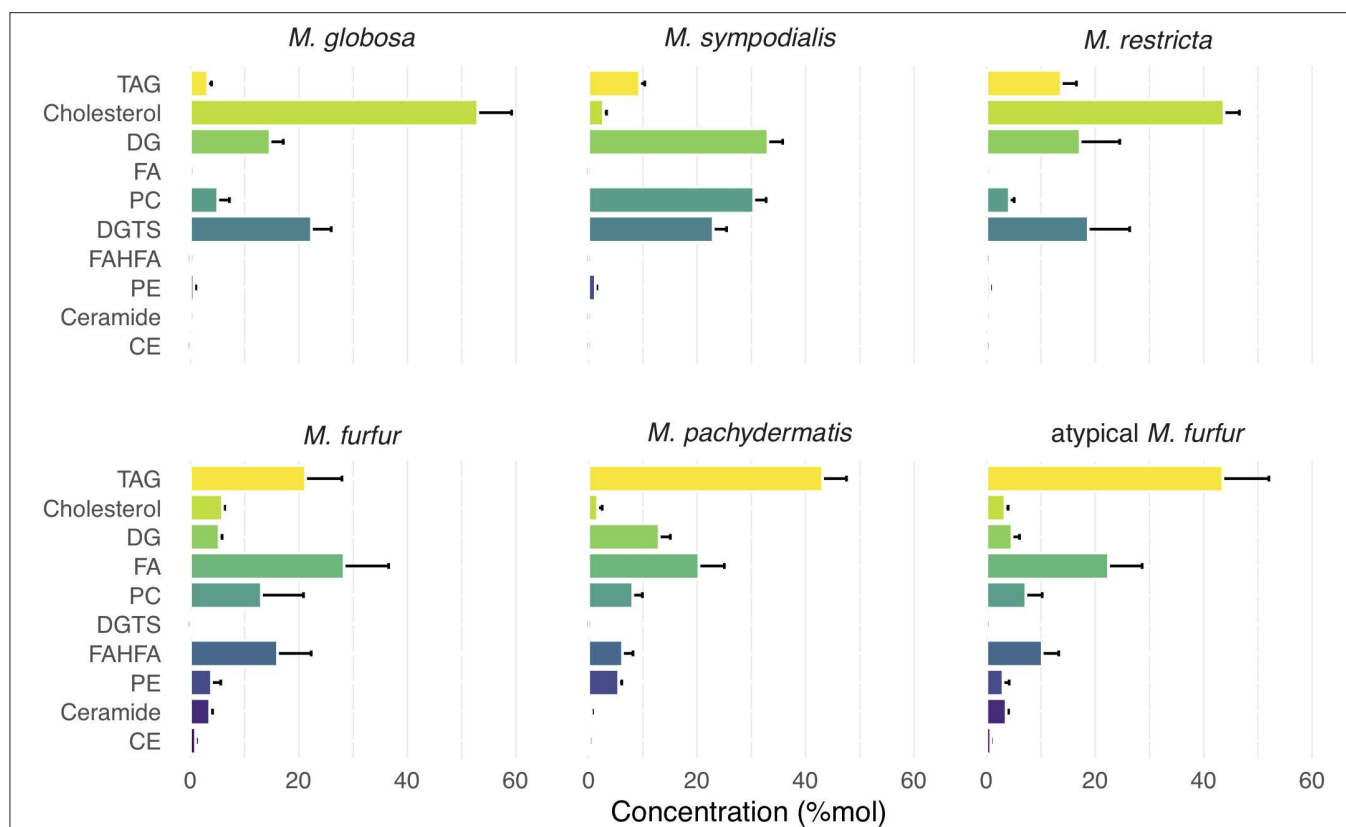 M. globosa
M. sympodialis
M. restricta
TAG
Cholesterol
DG
FA
PC
DGTS
FAHFA
PE
Ceramide
CE
M. furfur
M. pachydermatis
atypical M. furfur
TAG
Cholesterol
DG
FA
PC
DGTS
FAHFA
PE
Ceramide
CE
0 20 40 60
0 20 40 60
0 20 40 60
Concentration (%mol)